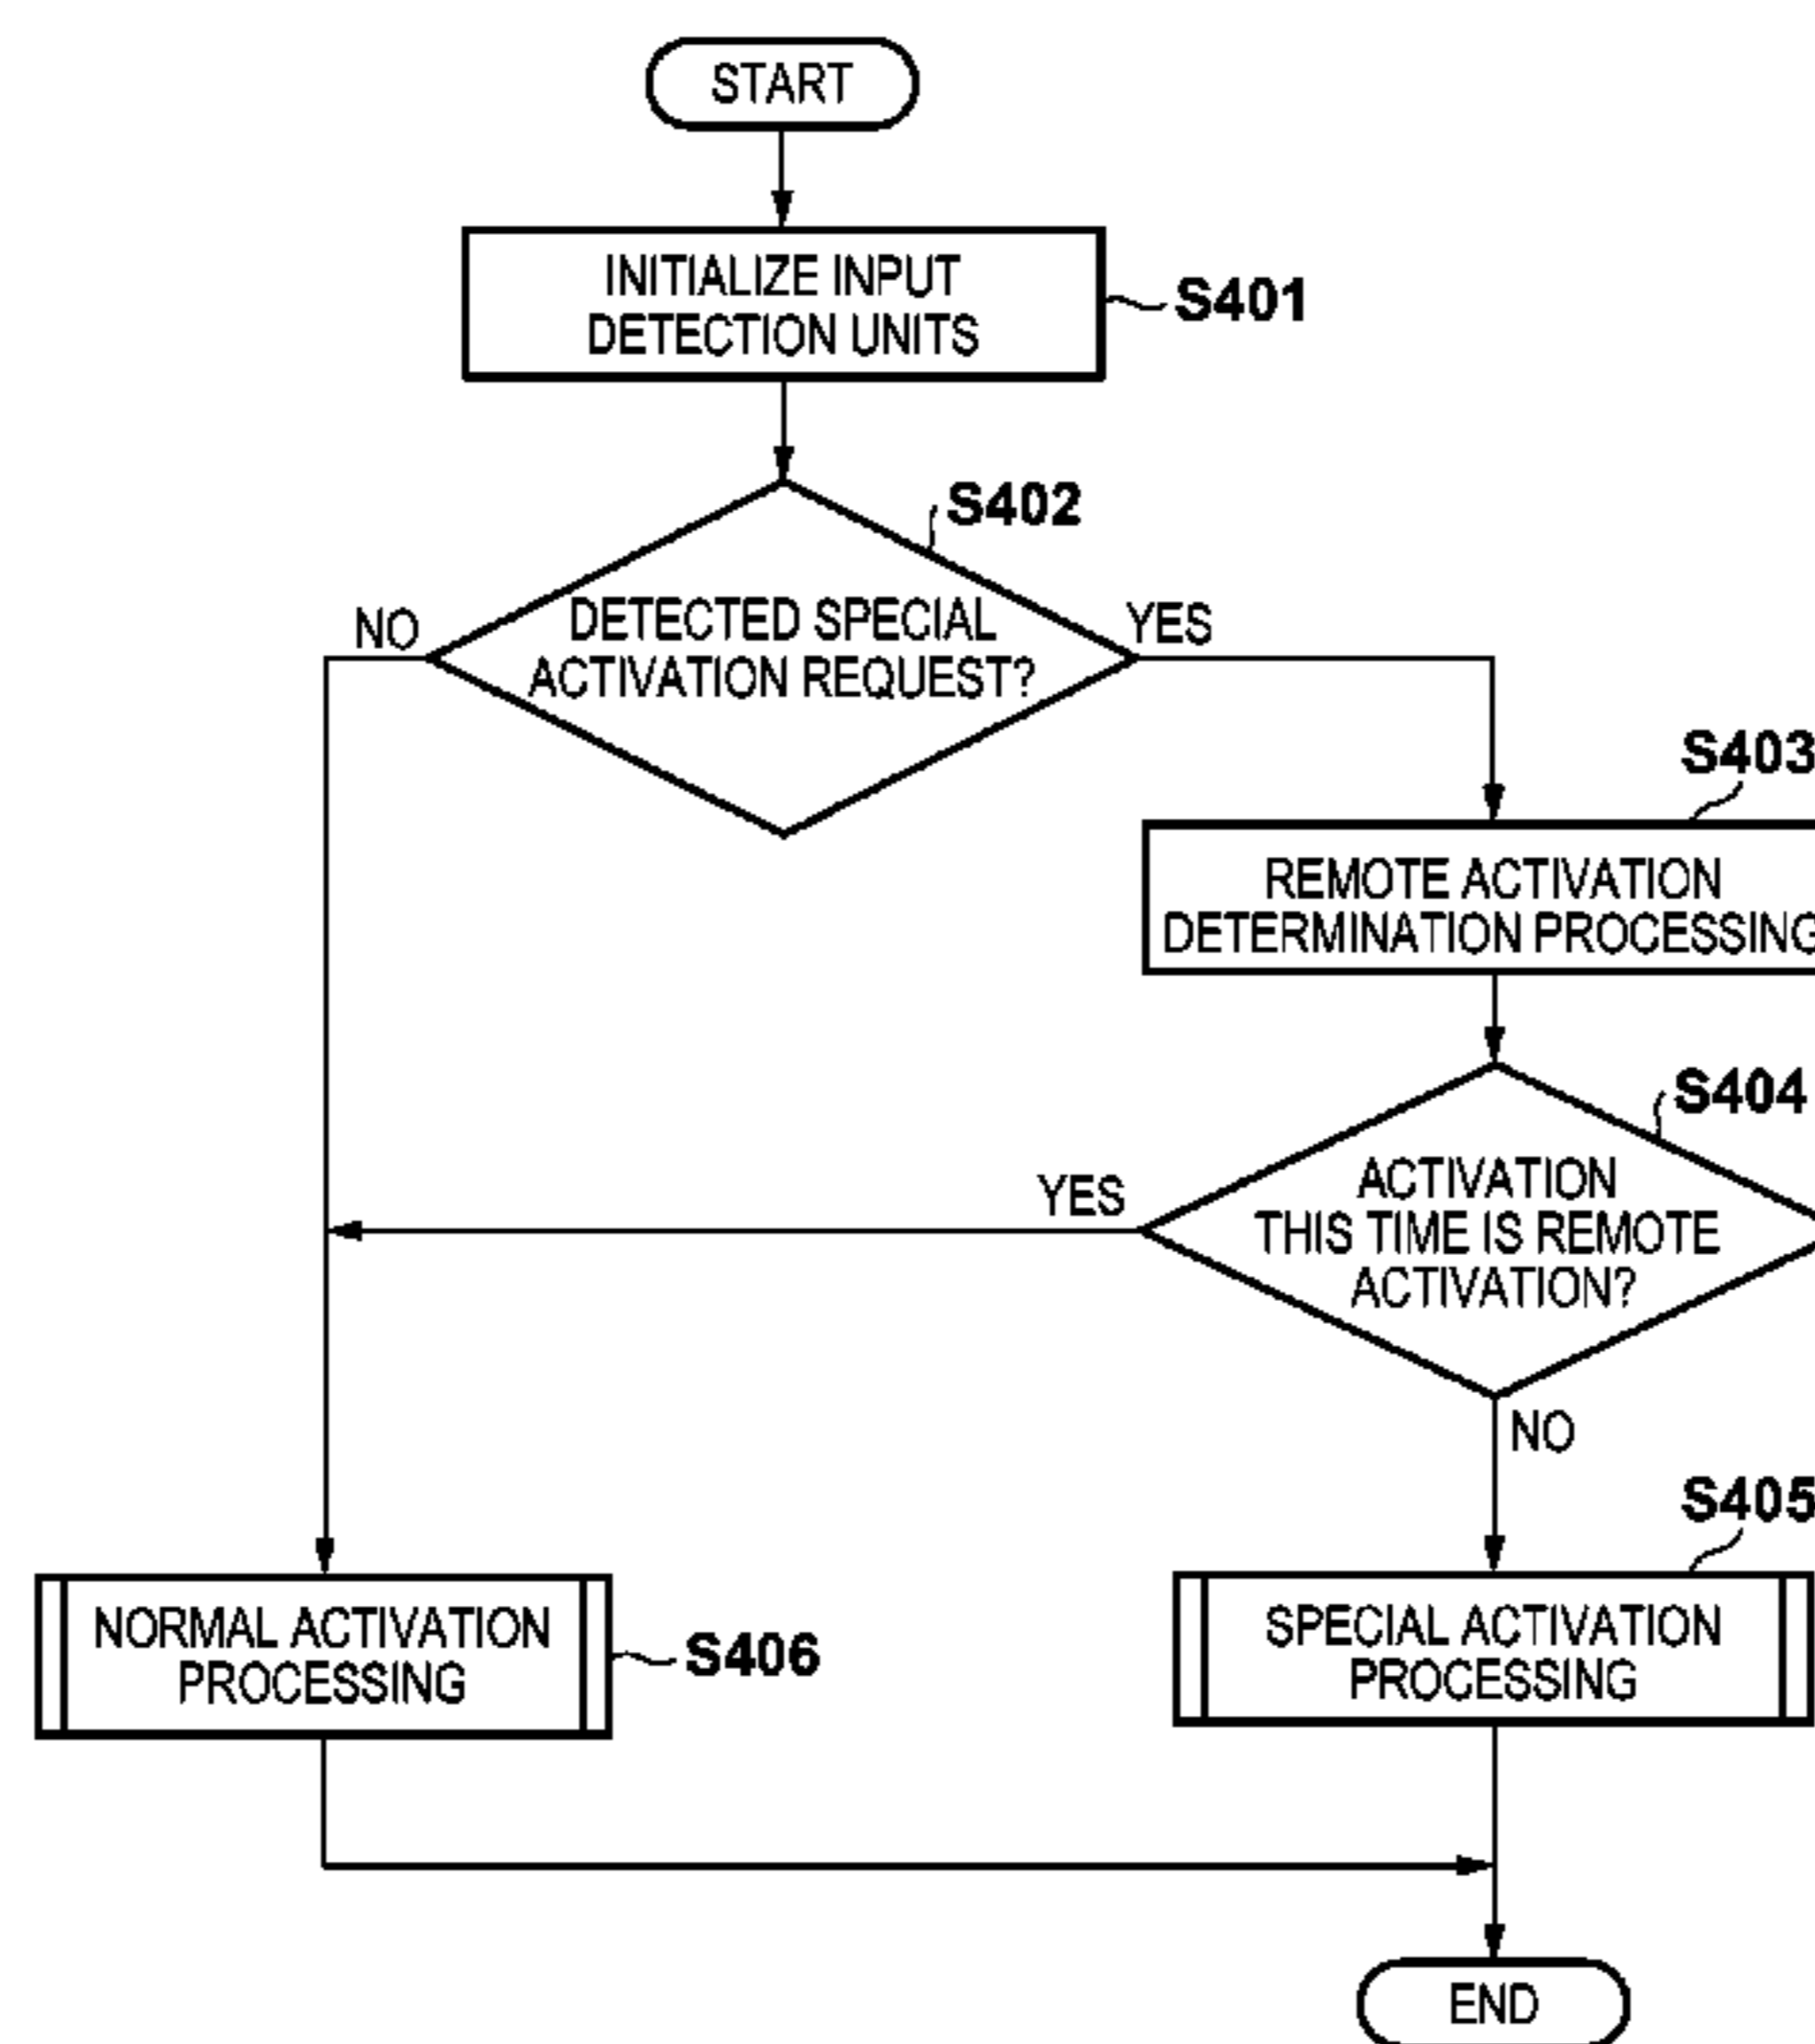 START
INITIALIZE INPUT
DETECTION UNITS
S401
S402
DETECTED SPECIAL
ACTIVATION REQUEST?
NO
YES
S403
REMOTE ACTIVATION
DETERMINATION PROCESSING
S404
ACTIVATION
THIS TIME IS REMOTE
ACTIVATION?
YES
NO
S405
SPECIAL ACTIVATION
PROCESSING
NORMAL ACTIVATION
PROCESSING
S406
END